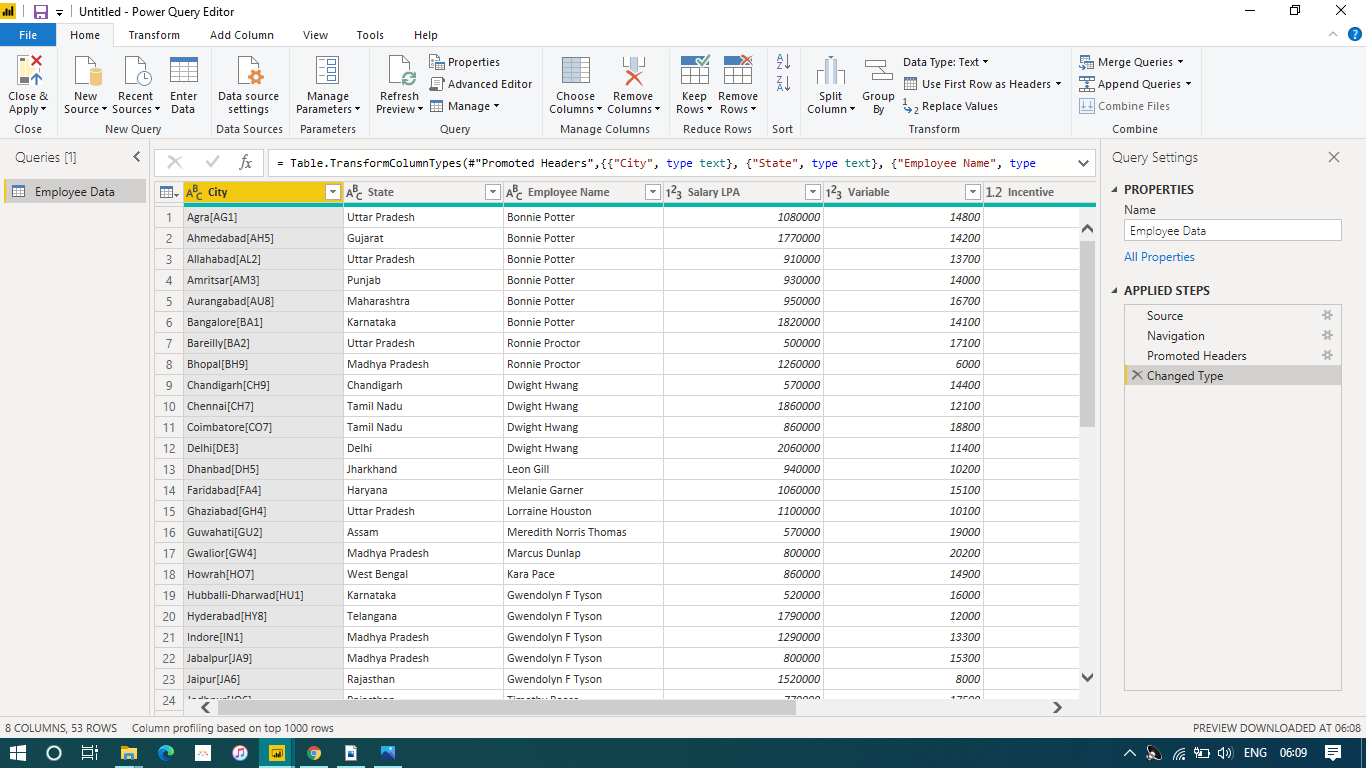 Untitled - Power Query Editor
File Home Transform Add Column View Tools Help
Close & Apply
New Source
Recent Sources
Enter Data
Data source settings
Manage Parameters
Refresh Preview
Properties
Advanced Editor
Manage
Choose Columns
Remove Columns
Keep Rows
Remove Rows
Split Column
Group By
Data Type: Text
Use First Row as Headers
Replace Values
Merge Queries
Append Queries
Combine Files
Close New Query Data Sources Parameters Query Manage Columns Reduce Rows Sort Transform Combine
Queries [1]
Employee Data
fx = Table.TransformColumnTypes(#"Promoted Headers",{{"City", type text}, {"State", type text}, {"Employee Name", type
City State Employee Name Salary LPA Variable 1.2 Incentive
1 Agra[AG1] Uttar Pradesh Bonnie Potter 1080000 14800
2 Ahmedabad[AH5] Gujarat Bonnie Potter 1770000 14200
3 Allahabad[AL2] Uttar Pradesh Bonnie Potter 910000 13700
4 Amritsar[AM3] Punjab Bonnie Potter 930000 14000
5 Aurangabad[AU8] Maharashtra Bonnie Potter 950000 16700
6 Bangalore[BA1] Karnataka Bonnie Potter 1820000 14100
7 Bareilly[BA2] Uttar Pradesh Ronnie Proctor 500000 17100
8 Bhopal[BH9] Madhya Pradesh Ronnie Proctor 1260000 6000
9 Chandigarh[CH9] Chandigarh Dwight Hwang 570000 14400
10 Chennai[CH7] Tamil Nadu Dwight Hwang 1860000 12100
11 Coimbatore[CO7] Tamil Nadu Dwight Hwang 860000 18800
12 Delhi[DE3] Delhi Dwight Hwang 2060000 11400
13 Dhanbad[DH5] Jharkhand Leon Gill 940000 10200
14 Faridabad[FA4] Haryana Melanie Garner 1060000 15100
15 Ghaziabad[GH4] Uttar Pradesh Lorraine Houston 1100000 10100
16 Guwahati[GU2] Assam Meredith Norris Thomas 570000 19000
17 Gwalior[GW4] Madhya Pradesh Marcus Dunlap 800000 20200
18 Howrah[HO7] West Bengal Kara Pace 860000 14900
19 Hubballi-Dharwad[HU1] Karnataka Gwendolyn F Tyson 520000 16000
20 Hyderabad[HY8] Telangana Gwendolyn F Tyson 1790000 12000
21 Indore[IN1] Madhya Pradesh Gwendolyn F Tyson 1290000 13300
22 Jabalpur[JA9] Madhya Pradesh Gwendolyn F Tyson 800000 15300
23 Jaipur[JA6] Rajasthan Gwendolyn F Tyson 1520000 8000
24
Query Settings
PROPERTIES
Name
Employee Data
All Properties
APPLIED STEPS
Source
Navigation
Promoted Headers
Changed Type
8 COLUMNS, 53 ROWS Column profiling based on top 1000 rows PREVIEW DOWNLOADED AT 06:08
ENG 06:09